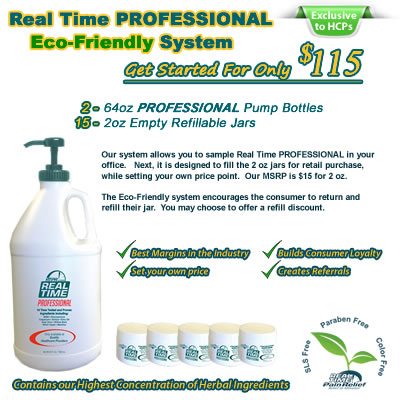 Real Time PROFESSIONAL
Eco-Friendly System
Exclusive
to HCPs
Get Started For Only $115
2 - 64oz PROFESSIONAL Pump Bottles
15 - 2oz Empty Refillable Jars
Our system allows you to sample Real Time PROFESSIONAL in your
office.  Next, it is designed to fill the 2 oz jars for retail purchase,
while setting your own price point.  Our MSRP is $15 for 2 oz.
The Eco-Friendly system encourages the consumer to return and
refill their jar.  You may choose to offer a refill discount.
Best Margins in the Industry
Builds Consumer Loyalty
Set your own price
Creates Referrals
REAL
TIME
PROFESSIONAL
SLS Free
Paraben Free
Color Free
REAL
TIME
Pain Relief
Contains our Highest Concentration of Herbal Ingredients